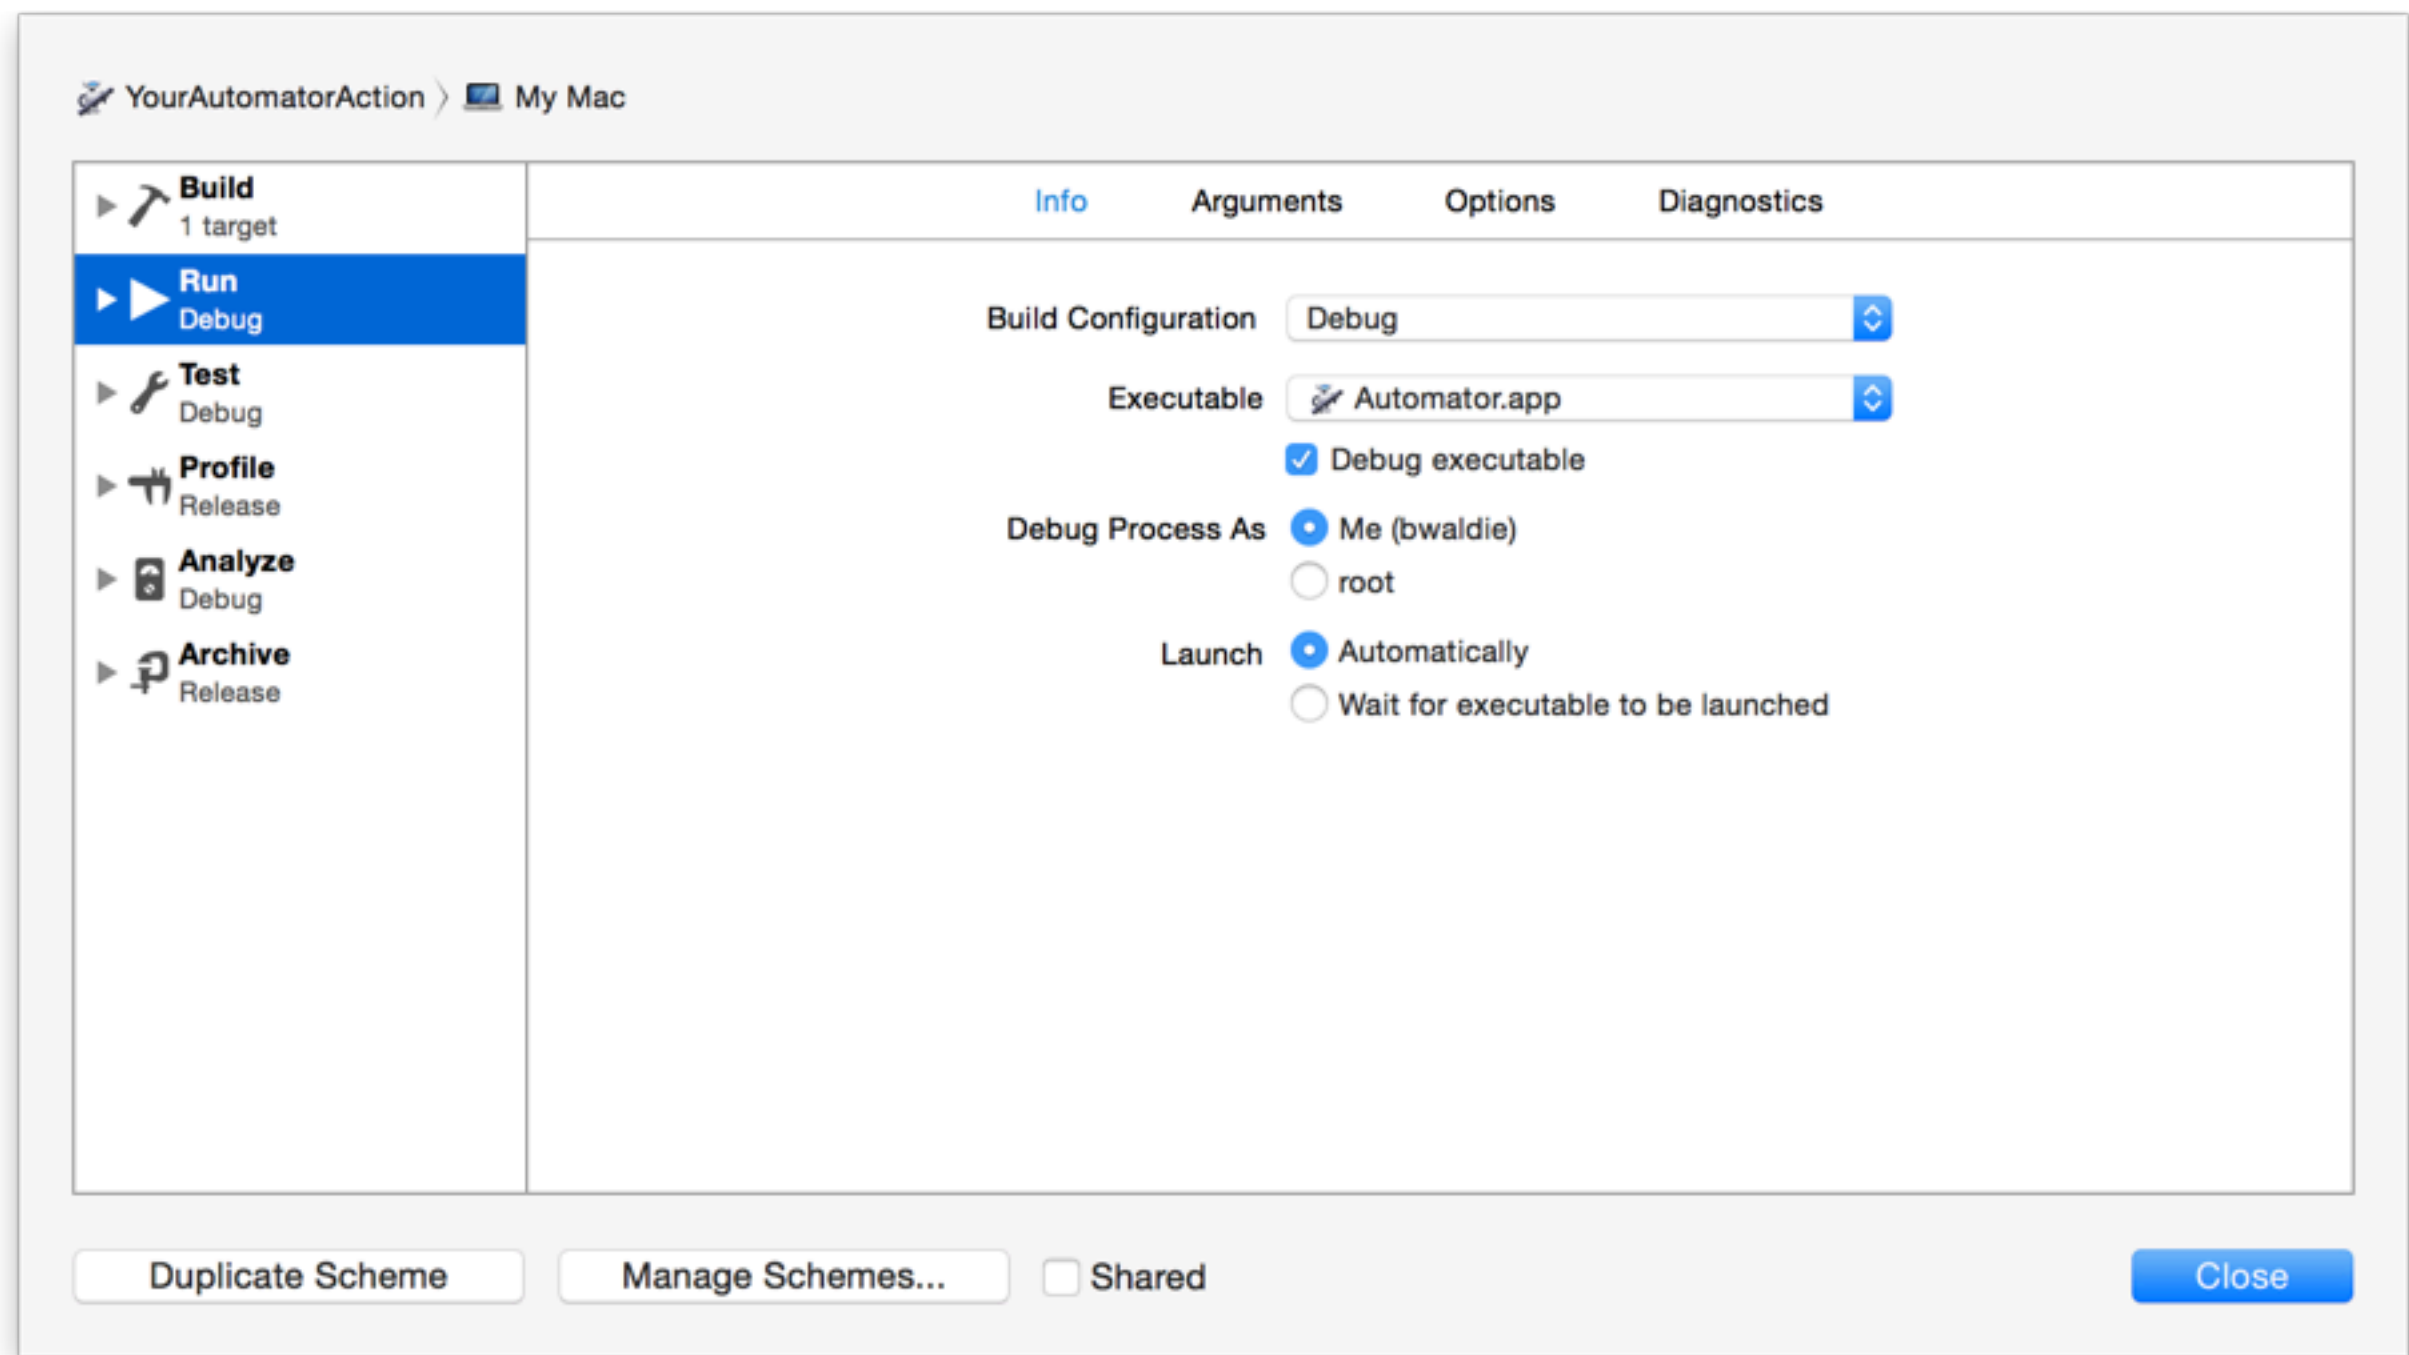 YourAutomatorAction 〉 My Mac
Build
1 target
Run
Debug
Test
Debug
Profile
Release
Analyze
Debug
Archive
Release
Info Arguments Options Diagnostics
Build Configuration Debug
Executable Automator.app
Debug executable
Debug Process As Me (bwaldie)
root
Launch Automatically
Wait for executable to be launched
Duplicate Scheme Manage Schemes... Shared Close